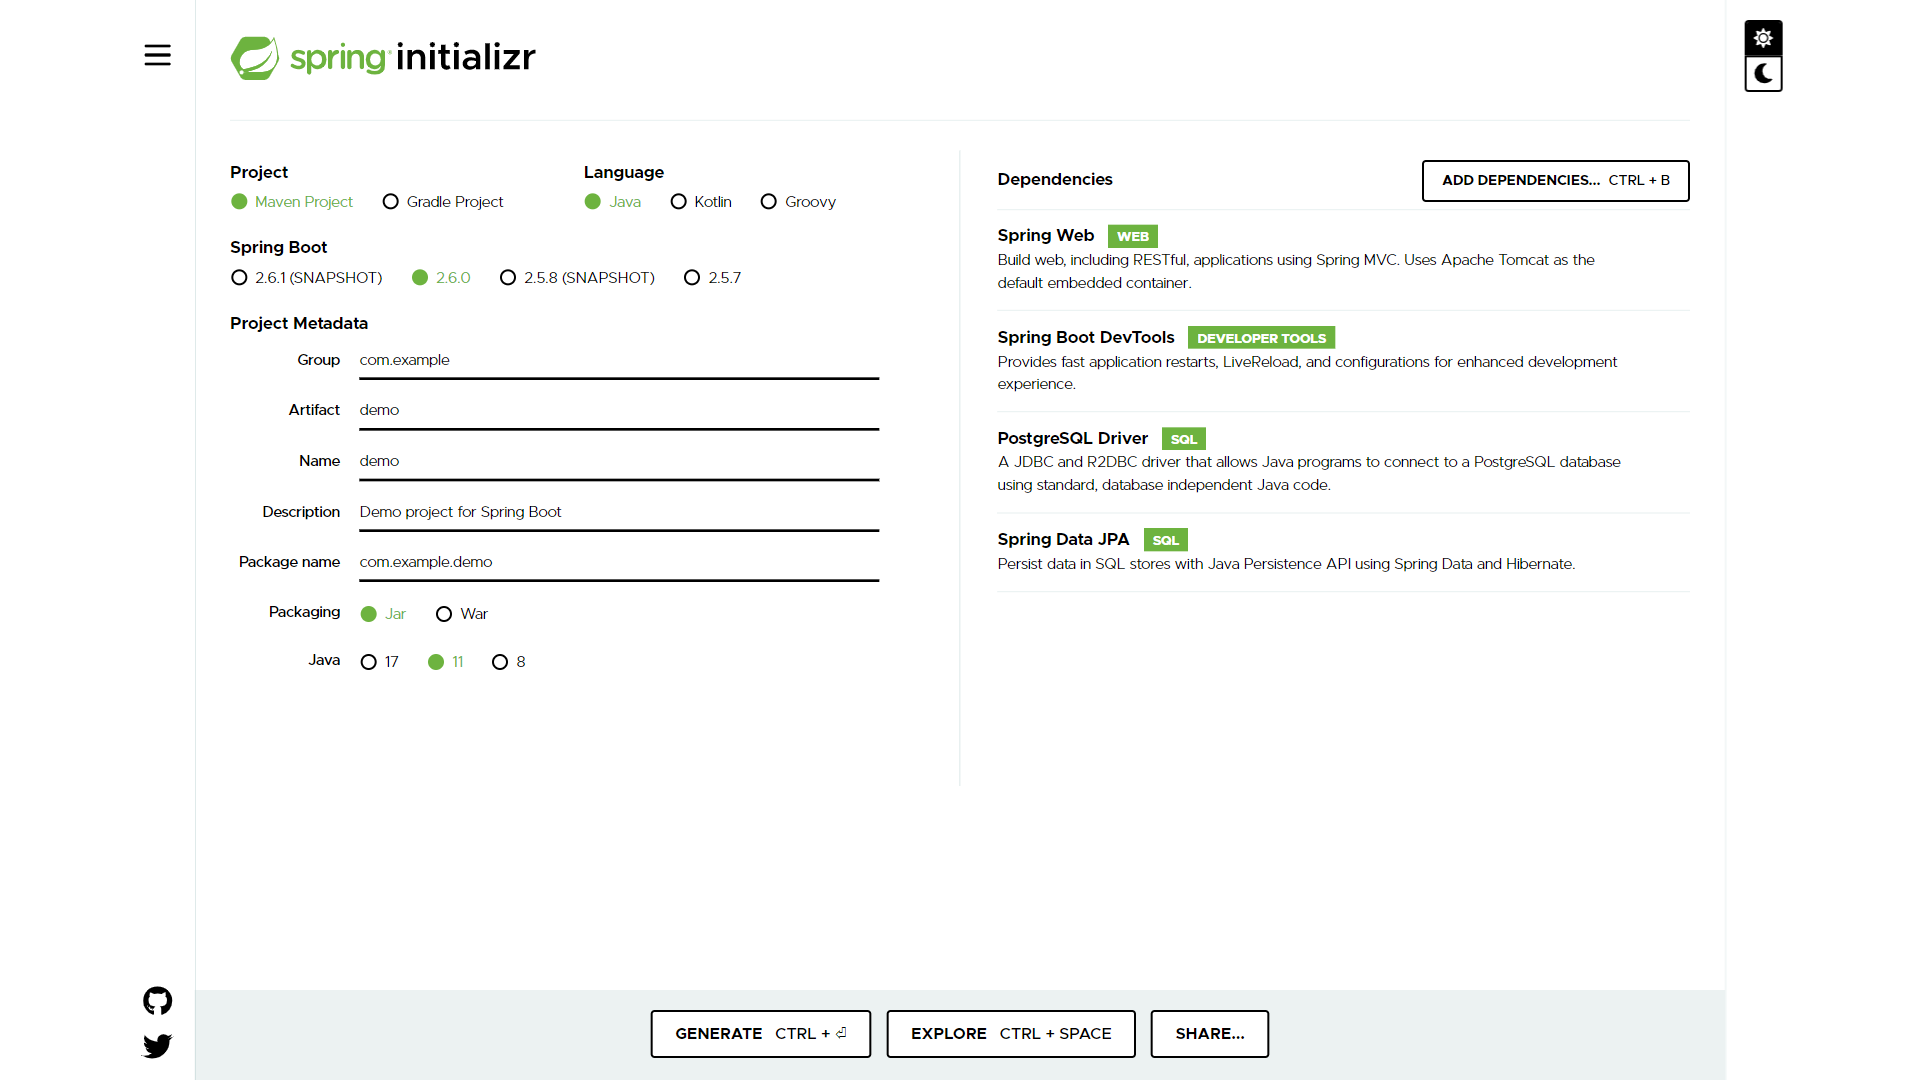 spring initializr
Project
Maven Project Gradle Project
Language
Java Kotlin Groovy
Spring Boot
2.6.1 (SNAPSHOT) 2.6.0 2.5.8 (SNAPSHOT) 2.5.7
Project Metadata
Group com.example
Artifact demo
Name demo
Description Demo project for Spring Boot
Package name com.example.demo
Packaging Jar War
Java 17 11 8
Dependencies
ADD DEPENDENCIES... CTRL + B
Spring Web WEB
Build web, including RESTful, applications using Spring MVC. Uses Apache Tomcat as the
default embedded container.
Spring Boot DevTools DEVELOPER TOOLS
Provides fast application restarts, LiveReload, and configurations for enhanced development
experience.
PostgreSQL Driver SQL
A JDBC and R2DBC driver that allows Java programs to connect to a PostgreSQL database
using standard, database independent Java code.
Spring Data JPA SQL
Persist data in SQL stores with Java Persistence API using Spring Data and Hibernate.
GENERATE CTRL + ⏎
EXPLORE CTRL + SPACE
SHARE...